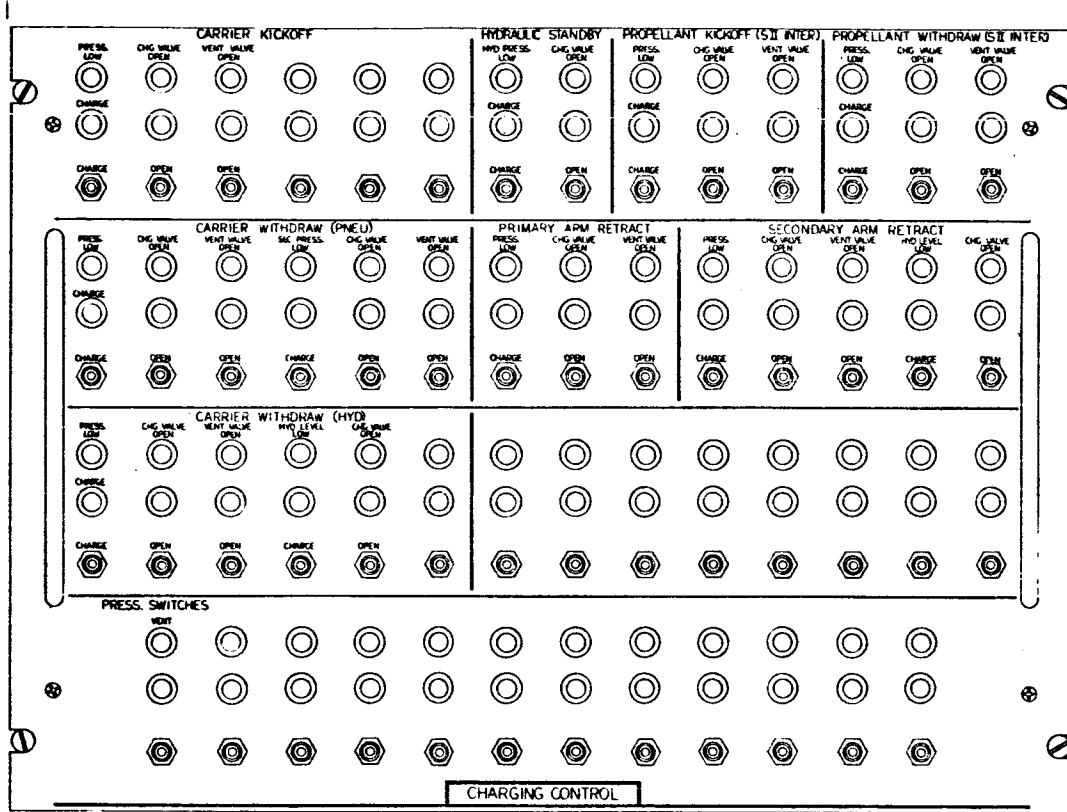 CARRIER KICKOFF
PRESS. LOW
CHG VALVE OPEN
VENT VALVE OPEN
CHARGE
CHARGE
OPEN
OPEN
HYDRAULIC STANDBY
HYD PRESS. LOW
CHG VALVE OPEN
CHARGE
CHARGE
OPEN
PROPELLANT KICKOFF (S II INTER)
PRESS. LOW
CHG VALVE OPEN
VENT VALVE OPEN
CHARGE
CHARGE
OPEN
OPEN
PROPELLANT WITHDRAW (S II INTER)
PRESS. LOW
CHG VALVE OPEN
VENT VALVE OPEN
CHARGE
CHARGE
OPEN
OPEN
CARRIER WITHDRAW (PNEU)
PRESS. LOW
CHG VALVE OPEN
VENT VALVE OPEN
SEC PRESS. LOW
CHG VALVE OPEN
VENT VALVE OPEN
CHARGE
CHARGE
OPEN
OPEN
CHARGE
OPEN
OPEN
PRIMARY ARM RETRACT
PRESS. LOW
CHG VALVE OPEN
VENT VALVE OPEN
CHARGE
OPEN
OPEN
SECONDARY ARM RETRACT
PRESS. LOW
CHG VALVE OPEN
VENT VALVE OPEN
HYD LEVEL LOW
CHG VALVE OPEN
CHARGE
OPEN
OPEN
CHARGE
OPEN
CARRIER WITHDRAW (HYD)
PRESS. LOW
CHG VALVE OPEN
VENT VALVE OPEN
HYD LEVEL LOW
CHG VALVE OPEN
CHARGE
CHARGE
OPEN
OPEN
CHARGE
OPEN
PRESS. SWITCHES
VENT
CHARGING CONTROL